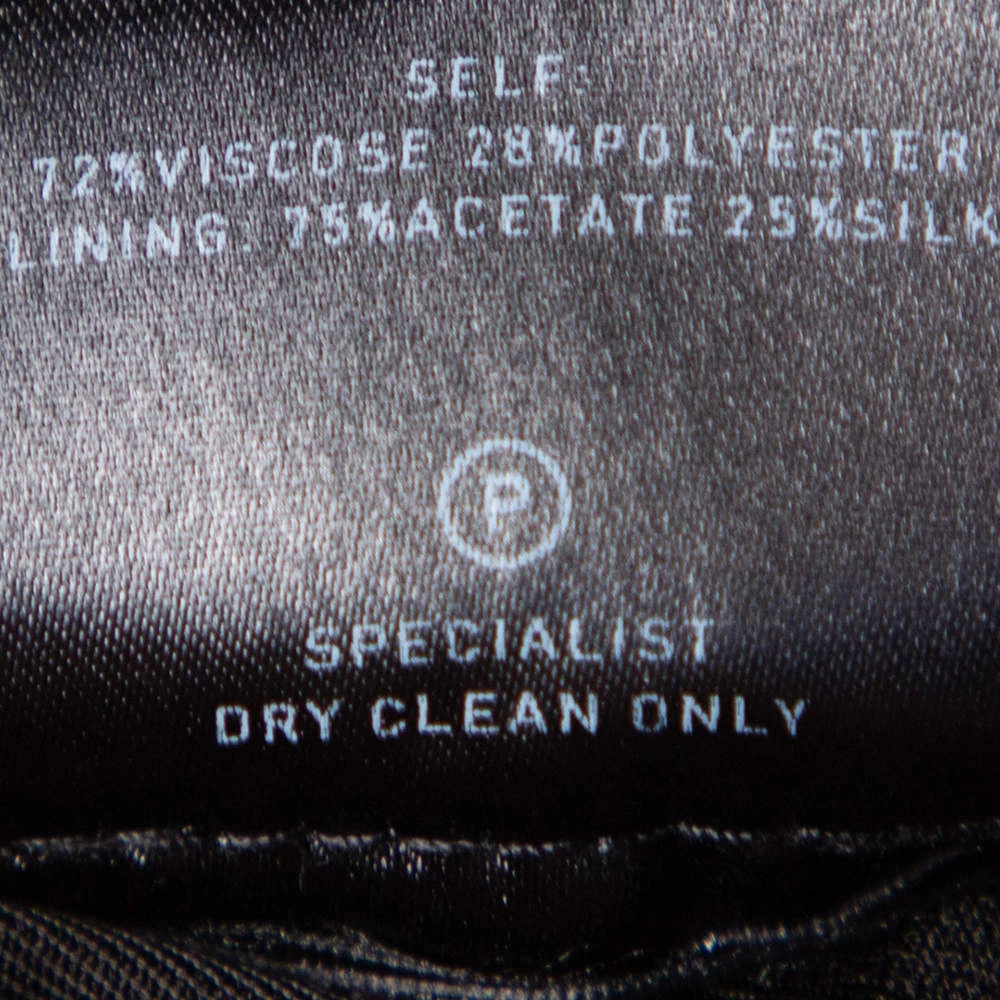 SELF:
72%VISCOSE 28%POLYESTER
LINING: 75%ACETATE 25%SILK
P
SPECIALIST
DRY CLEAN ONLY